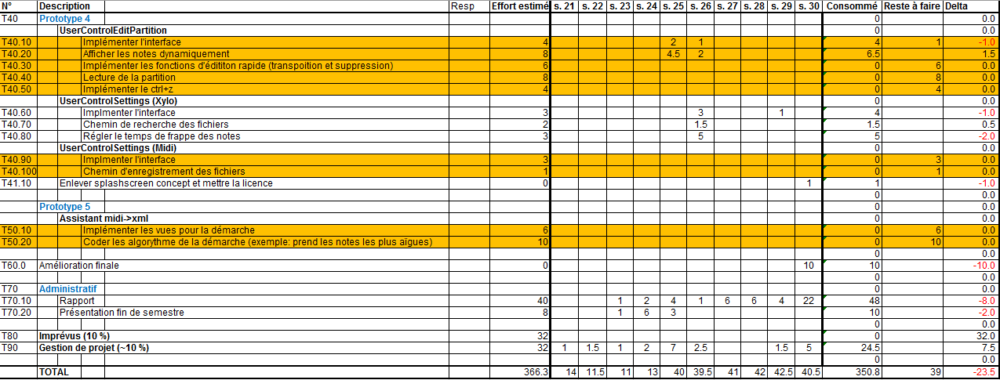 N° Description Resp Effort estimé s. 21 s. 22 s. 23 s. 24 s. 25 s. 26 s. 27 s. 28 s. 29 s. 30 Consommé Reste à faire Delta
T40 Prototype 4 0 0.0
UserControlEditPartition 0 0.0
T40.10 Implémenter l'interface 4 2 1 4 1 -1.0
T40.20 Afficher les notes dynamiquement 8 4.5 2 6.5 1.5
T40.30 Implémenter les fonctions d'édititon rapide (transpoition et suppression) 6 0 6 0.0
T40.40 Lecture de la partition 8 0 8 0.0
T40.50 Implémenter le ctrl+z 4 0 4 0.0
UserControlSettings (Xylo) 0 0.0
T40.60 Implmenter l'interface 3 3 1 4 -1.0
T40.70 Chemin de recherche des fichiers 2 1.5 1.5 0.5
T40.80 Régler le temps de frappe des notes 3 5 5 -2.0
UserControlSettings (Midi) 0 0.0
T40.90 Implmenter l'interface 3 0 3 0.0
T40.100 Chemin d'enregistrement des fichiers 1 0 1 0.0
T41.10 Enlever splashscreen concept et mettre la licence 0 1 1 -1.0
0 0.0
Prototype 5 0 0.0
Assistant midi->xml 0 0.0
T50.10 Implémenter les vues pour la démarche 6 0 6 0.0
T50.20 Coder les algorythme de la démarche (exemple: prend les notes les plus aïgues) 10 0 10 0.0
0 0.0
T60.0 Amélioration finale 0 10 10 -10.0
0 0.0
T70 Administratif 0 0.0
T70.10 Rapport 40 1 2 4 1 6 6 4 22 48 -8.0
T70.20 Présentation fin de semestre 8 1 6 3 10 -2.0
0 0.0
T80 Imprévus (10 %) 32 0 32.0
T90 Gestion de projet (~10 %) 32 1 1.5 1 2 7 2.5 1.5 5 24.5 7.5
0 0.0
TOTAL 366.3 14 11.5 11 13 40 39.5 41 42 42.5 40.5 350.8 39 -23.5